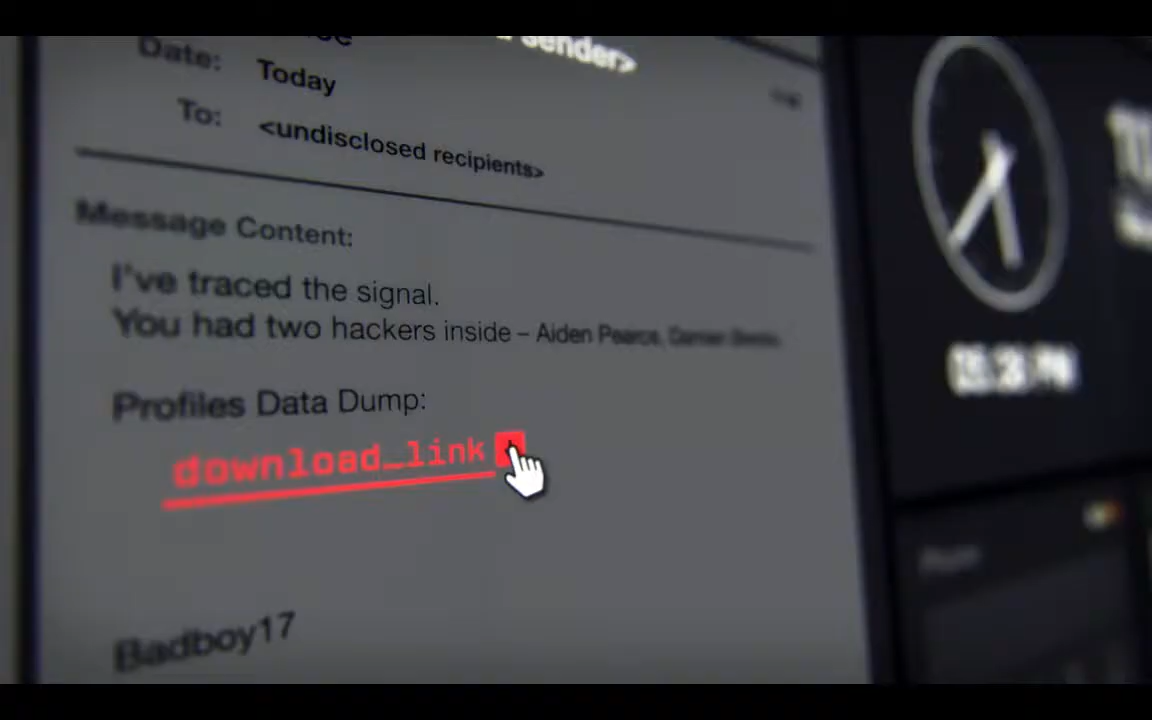 sender>
Date: Today
To: <undisclosed recipients>
Message Content:
I've traced the signal.
You had two hackers inside – Aiden Pearce,
Profiles Data Dump:
download_link
Badboy17